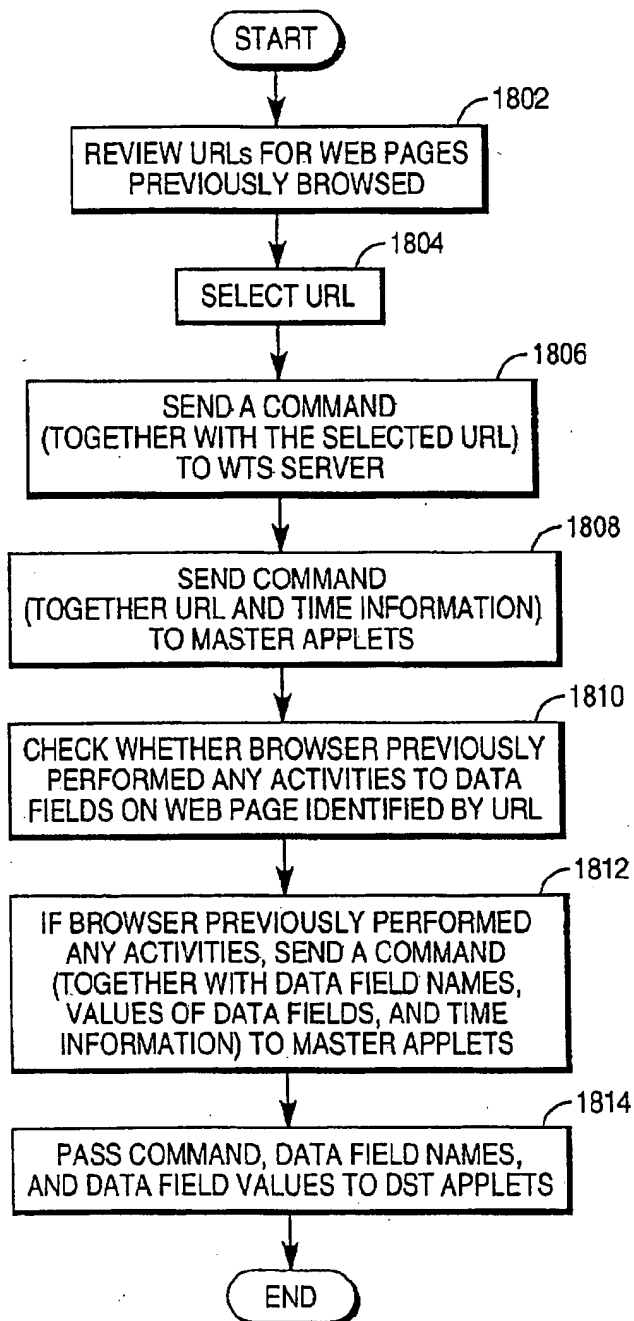 START
1802
REVIEW URLs FOR WEB PAGES
PREVIOUSLY BROWSED
1804
SELECT URL
1806
SEND A COMMAND
(TOGETHER WITH THE SELECTED URL)
TO WTS SERVER
1808
SEND COMMAND
(TOGETHER URL AND TIME INFORMATION)
TO MASTER APPLETS
1810
CHECK WHETHER BROWSER PREVIOUSLY
PERFORMED ANY ACTIVITIES TO DATA
FIELDS ON WEB PAGE IDENTIFIED BY URL
1812
IF BROWSER PREVIOUSLY PERFORMED
ANY ACTIVITIES, SEND A COMMAND
(TOGETHER WITH DATA FIELD NAMES,
VALUES OF DATA FIELDS, AND TIME
INFORMATION) TO MASTER APPLETS
1814
PASS COMMAND, DATA FIELD NAMES,
AND DATA FIELD VALUES TO DST APPLETS
END